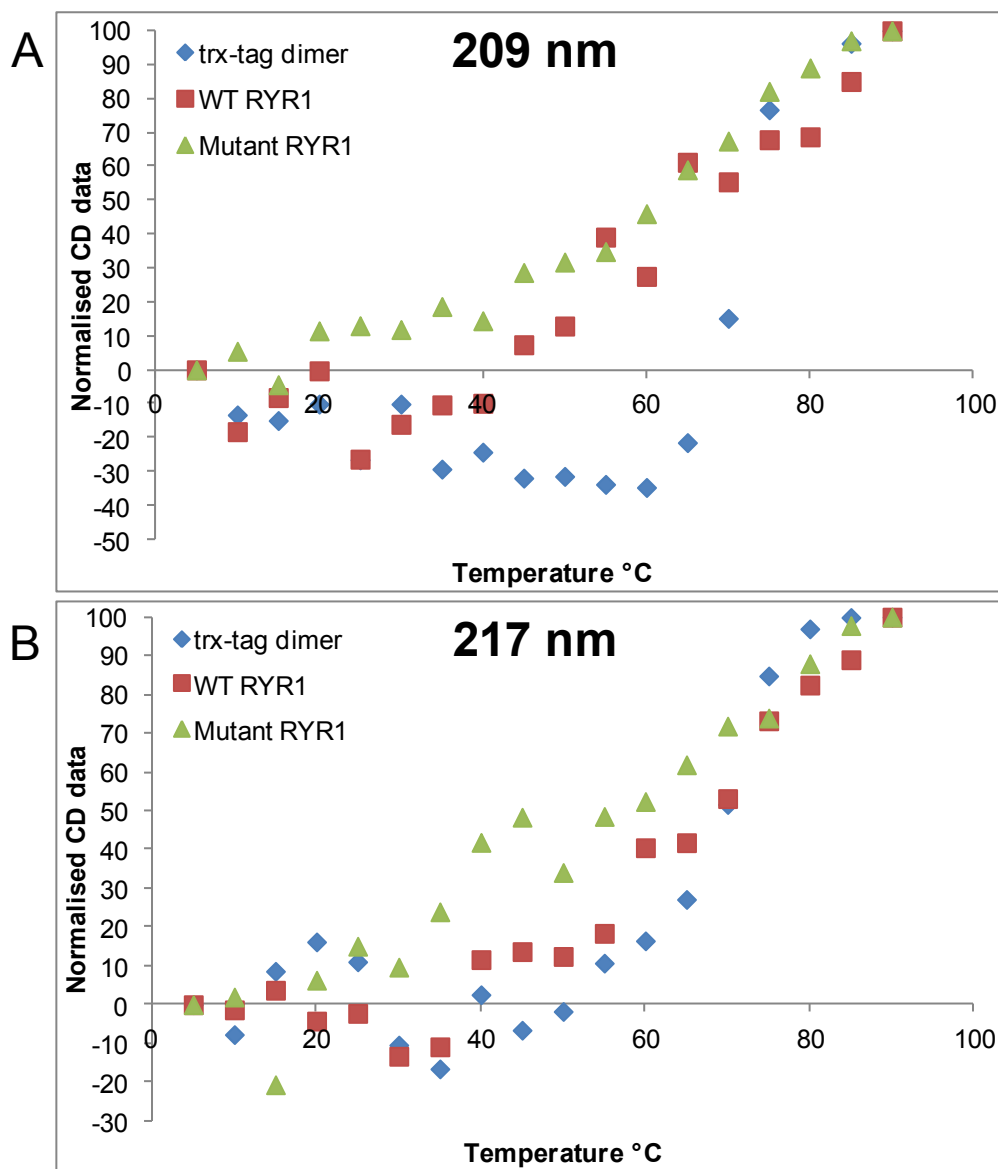 A
209 nm
trx-tag dimer
WT RYR1
Mutant RYR1
Normalised CD data
100
90
80
70
60
50
40
30
20
10
0
-10
-20
-30
-40
-50
0 20 40 60 80 100
Temperature °C
B
217 nm
trx-tag dimer
WT RYR1
Mutant RYR1
Normalised CD data
100
90
80
70
60
50
40
30
20
10
0
-10
-20
-30
0 20 40 60 80 100
Temperature °C